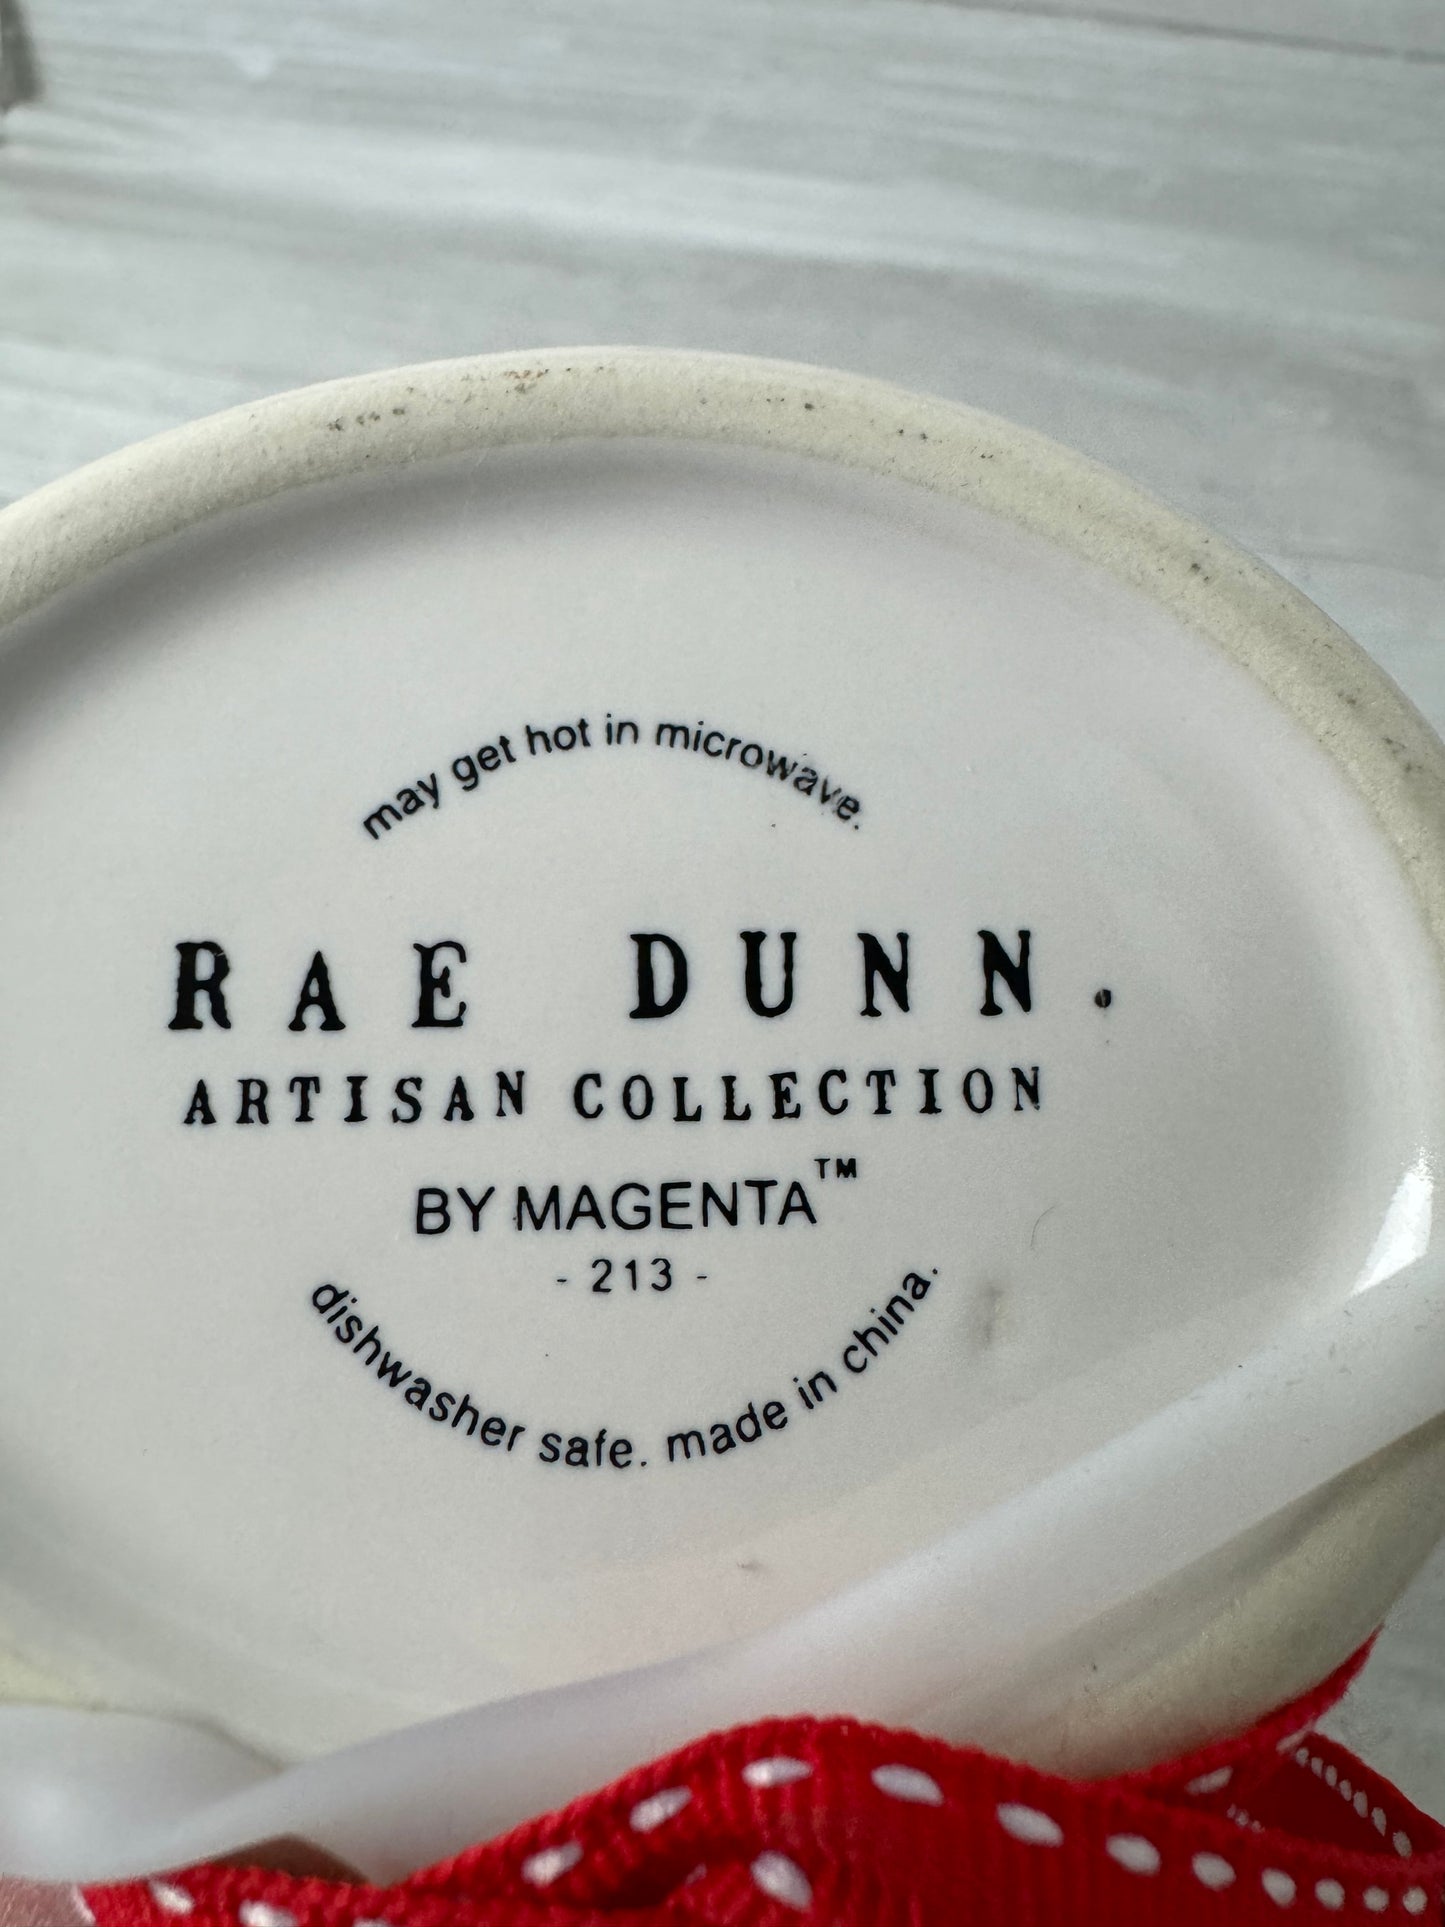 may get hot in microwave.
RAE DUNN.
ARTISAN COLLECTION
BY MAGENTA™
- 213 -
dishwasher safe. made in china.